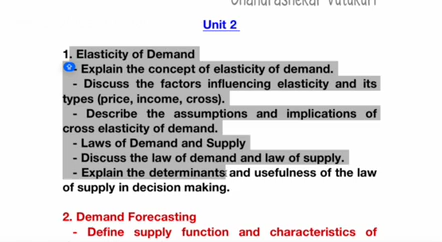 Chandrashekar Vutukuri
Unit 2
1. Elasticity of Demand
- Explain the concept of elasticity of demand.
- Discuss the factors influencing elasticity and its
types (price, income, cross).
- Describe the assumptions and implications of
cross elasticity of demand.
- Laws of Demand and Supply
- Discuss the law of demand and law of supply.
- Explain the determinants and usefulness of the law
of supply in decision making.
2. Demand Forecasting
- Define supply function and characteristics of